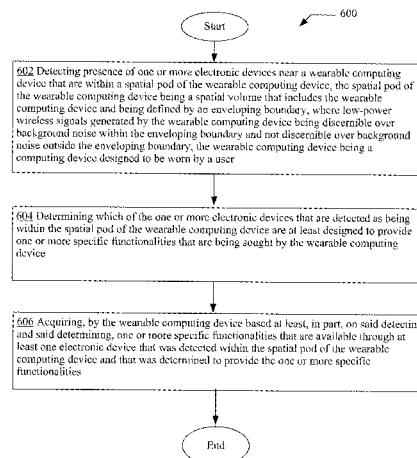 Start
600
602 Detecting presence of one or more electronic devices near a wearable computing
device that are within a spatial pod of the wearable computing device, the spatial pod of
the wearable computing device being a spatial volume that includes the wearable
computing device and being defined by an enveloping boundary, where low-power
wireless signals generated by the wearable computing device being discernible over
background noise within the enveloping boundary and not discernible over background
noise outside the enveloping boundary, the wearable computing device being a
computing device designed to be worn by a user
604 Determining which of the one or more electronic devices that are detected as being
within the spatial pod of the wearable computing device are at least designed to provide
one or more specific functionalities that are being sought by the wearable computing
device
606 Acquiring, by the wearable computing device based at least, in part, on said detectin
and said determining, one or more specific functionalities that are available through at
least one electronic device that was detected within the spatial pod of the wearable
computing device and that was determined to provide the one or more specific
functionalities
End